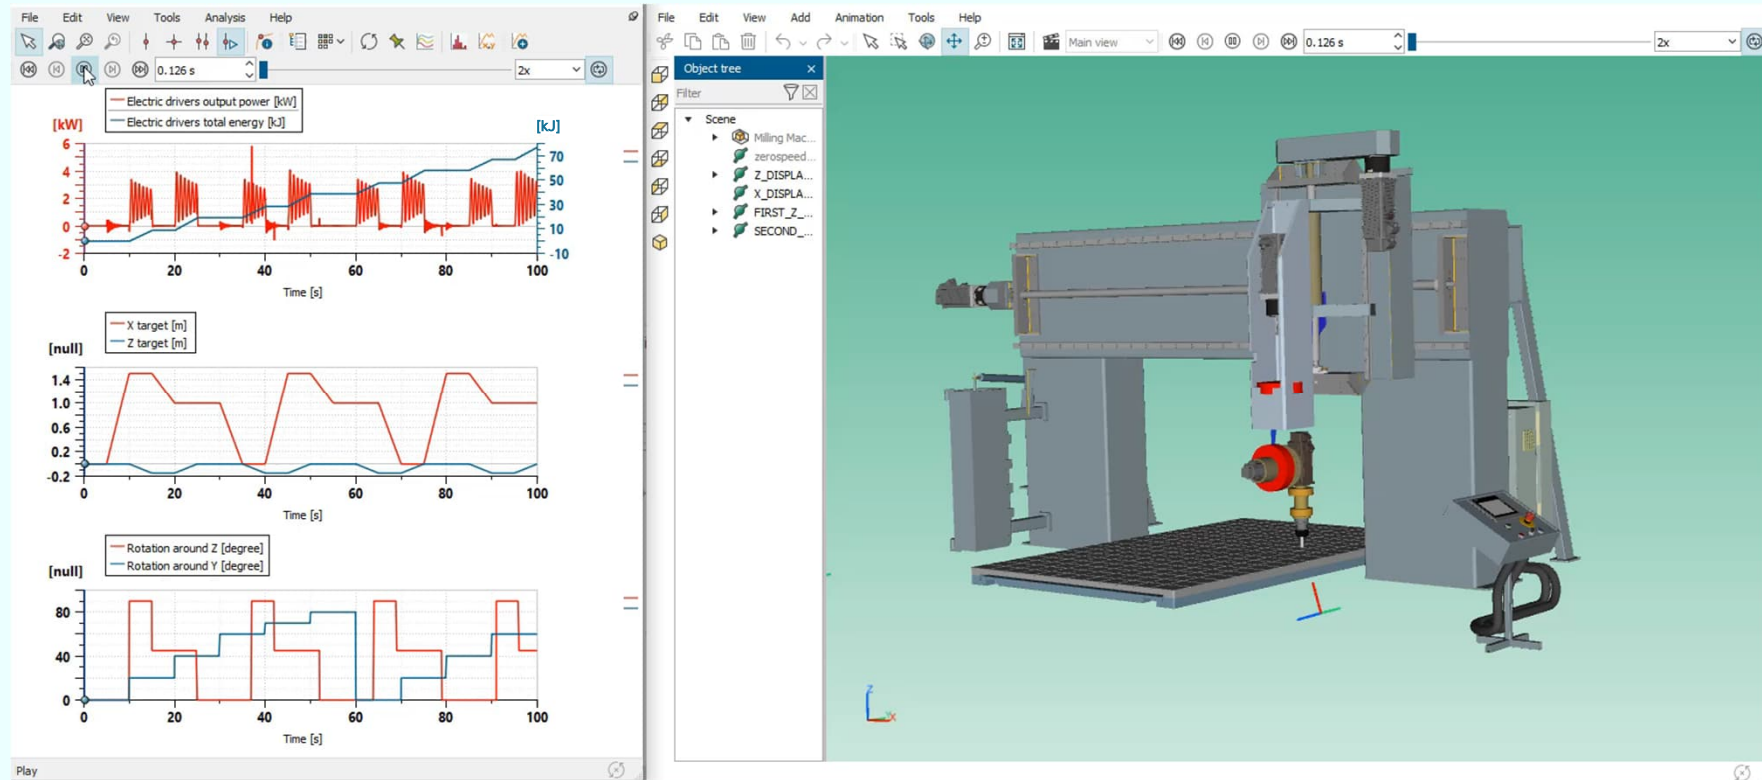 File Edit View Tools Analysis Help
0.126 s
2x
Electric drivers output power [kW]
Electric drivers total energy [kJ]
[kW]
[kJ]
6
4
2
0
-2
70
50
30
10
-10
0 20 40 60 80 100
Time [s]
X target [m]
Z target [m]
[null]
1.4
1.0
0.6
0.2
-0.2
0 20 40 60 80 100
Time [s]
Rotation around Z [degree]
Rotation around Y [degree]
[null]
80
40
0
0 20 40 60 80 100
Time [s]
Play
File Edit View Add Animation Tools Help
Main view
0.126 s
2x
Object tree
Filter
Scene
Milling Mac...
zerospeed...
Z_DISPLA...
X_DISPLA...
FIRST_Z_...
SECOND_...
Z
X